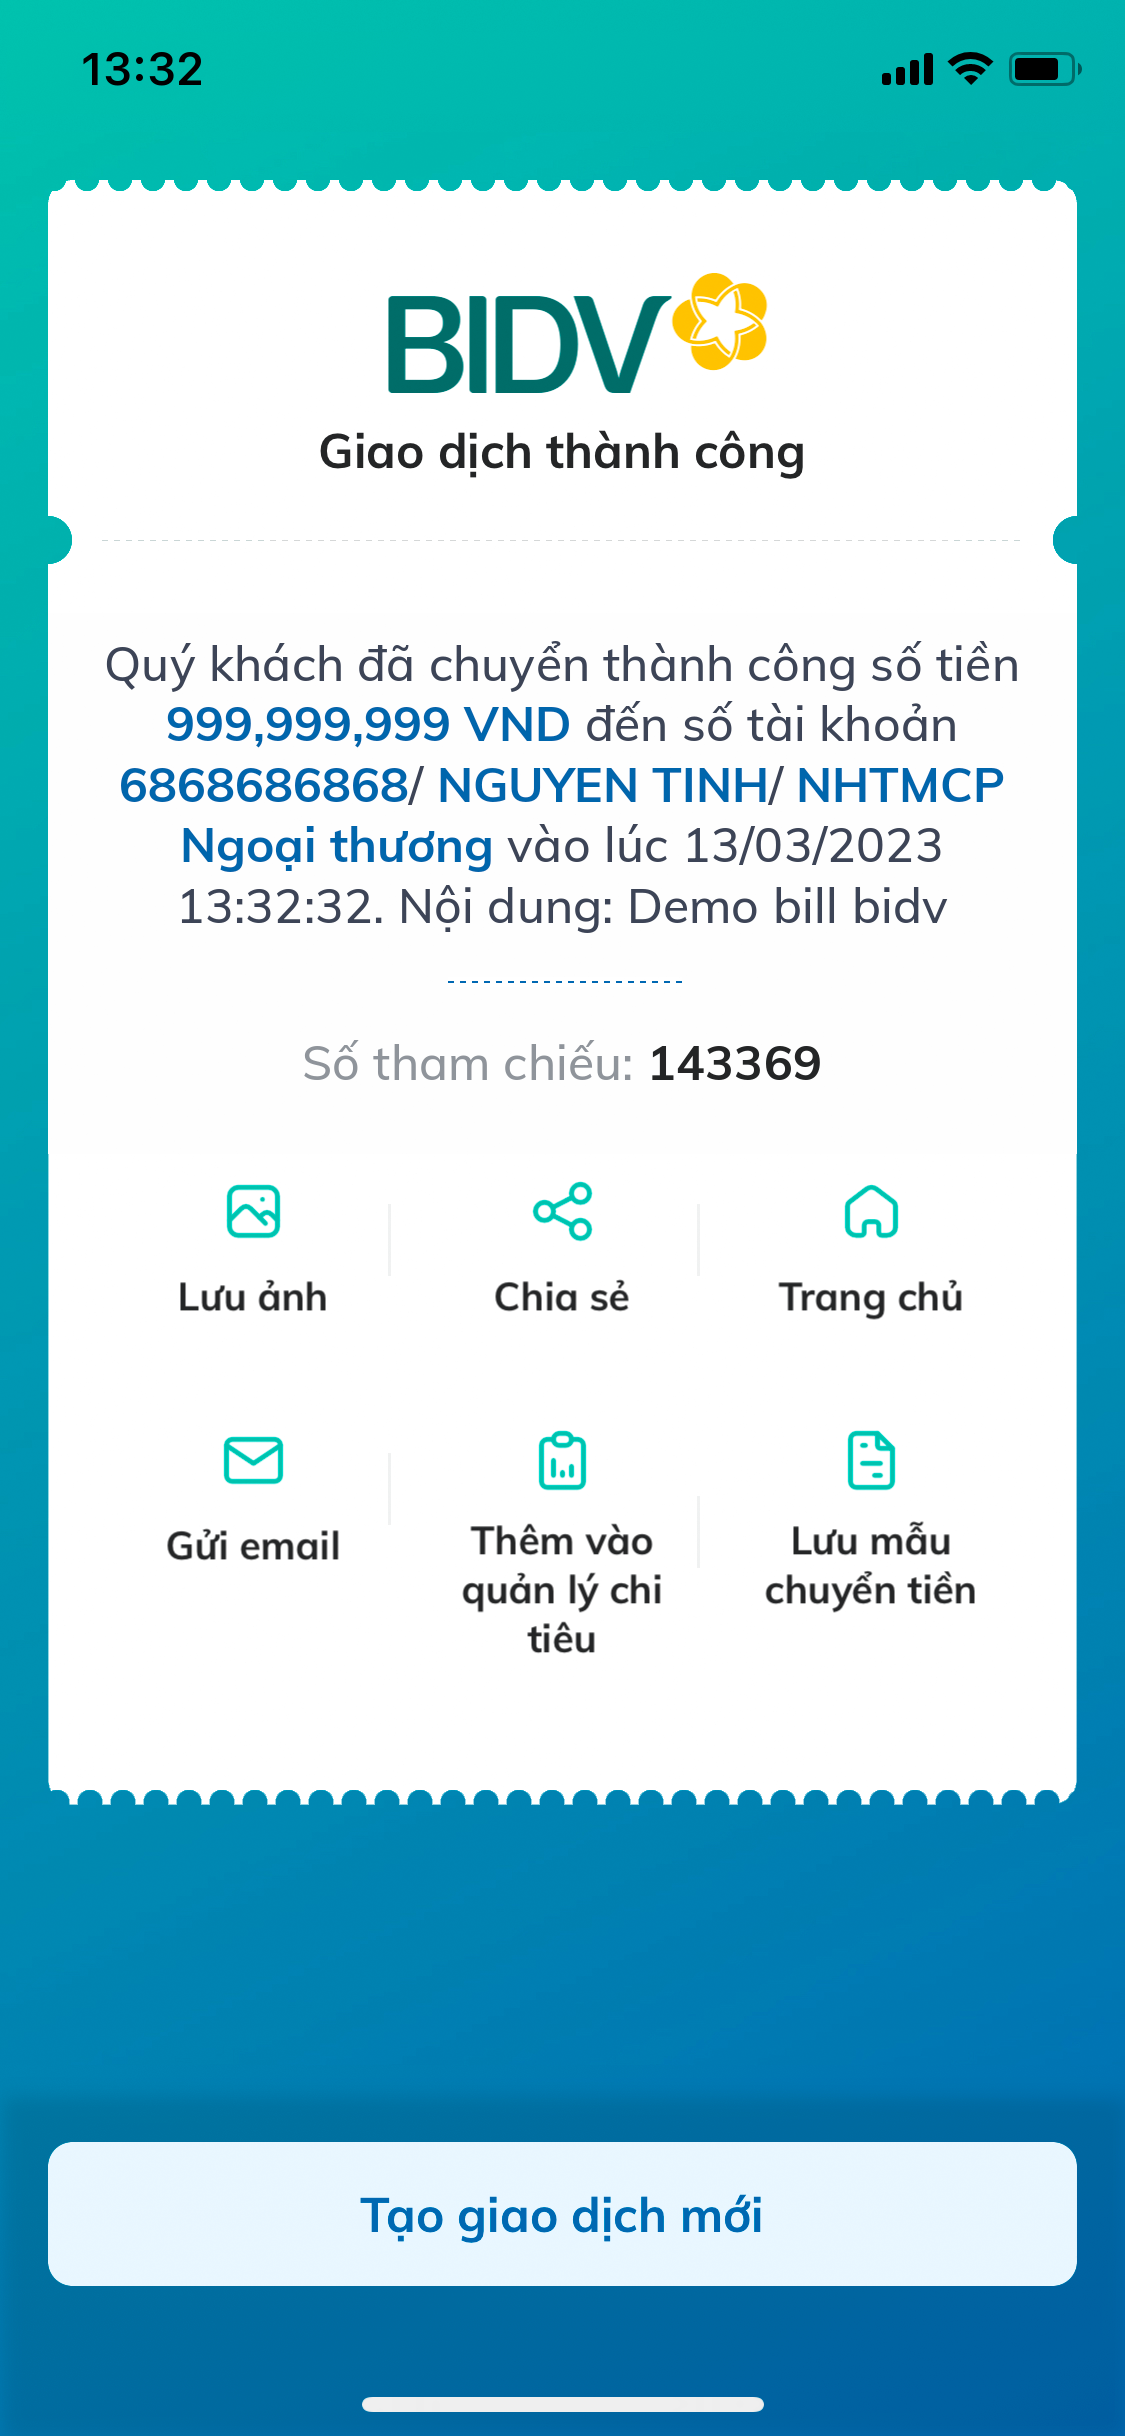 13:32
BIDV
Giao dịch thành công
Quý khách đã chuyển thành công số tiền
999,999,999 VND đến số tài khoản
6868686868/ NGUYEN TINH/ NHTMCP
Ngoại thương vào lúc 13/03/2023
13:32:32. Nội dung: Demo bill bidv
Số tham chiếu: 143369
Lưu ảnh
Chia sẻ
Trang chủ
Gửi email
Thêm vào
quản lý chi
tiêu
Lưu mẫu
chuyển tiền
Tạo giao dịch mới